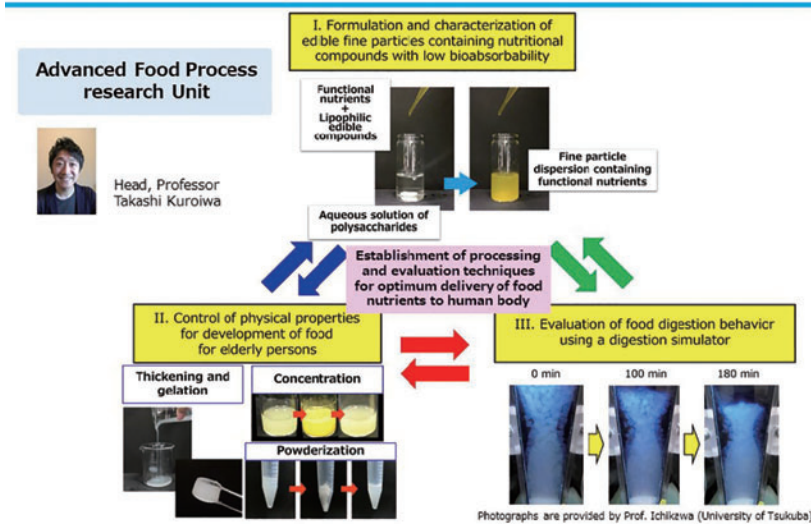 I. Formulation and characterization of
edible fine particles containing nutritional
compounds with low bioabsorbability
Advanced Food Process
research Unit
Head, Professor
Takashi Kuroiwa
Functional
nutrients
+
Lipophilic edible
compounds
Fine particle
dispersion containing
functional nutrients
Aqueous solution of
polysaccharides
Establishment of processing
and evaluation techniques
for optimum delivery of food
nutrients to human body
II. Control of physical properties
for development of food
for elderly persons
III. Evaluation of food digestion behavior
using a digestion simulator
Thickening and
gelation
Concentration
Powderization
0 min
100 min
180 min
Photographs are provided by Prof. Ichikawa (University of Tsukuba)